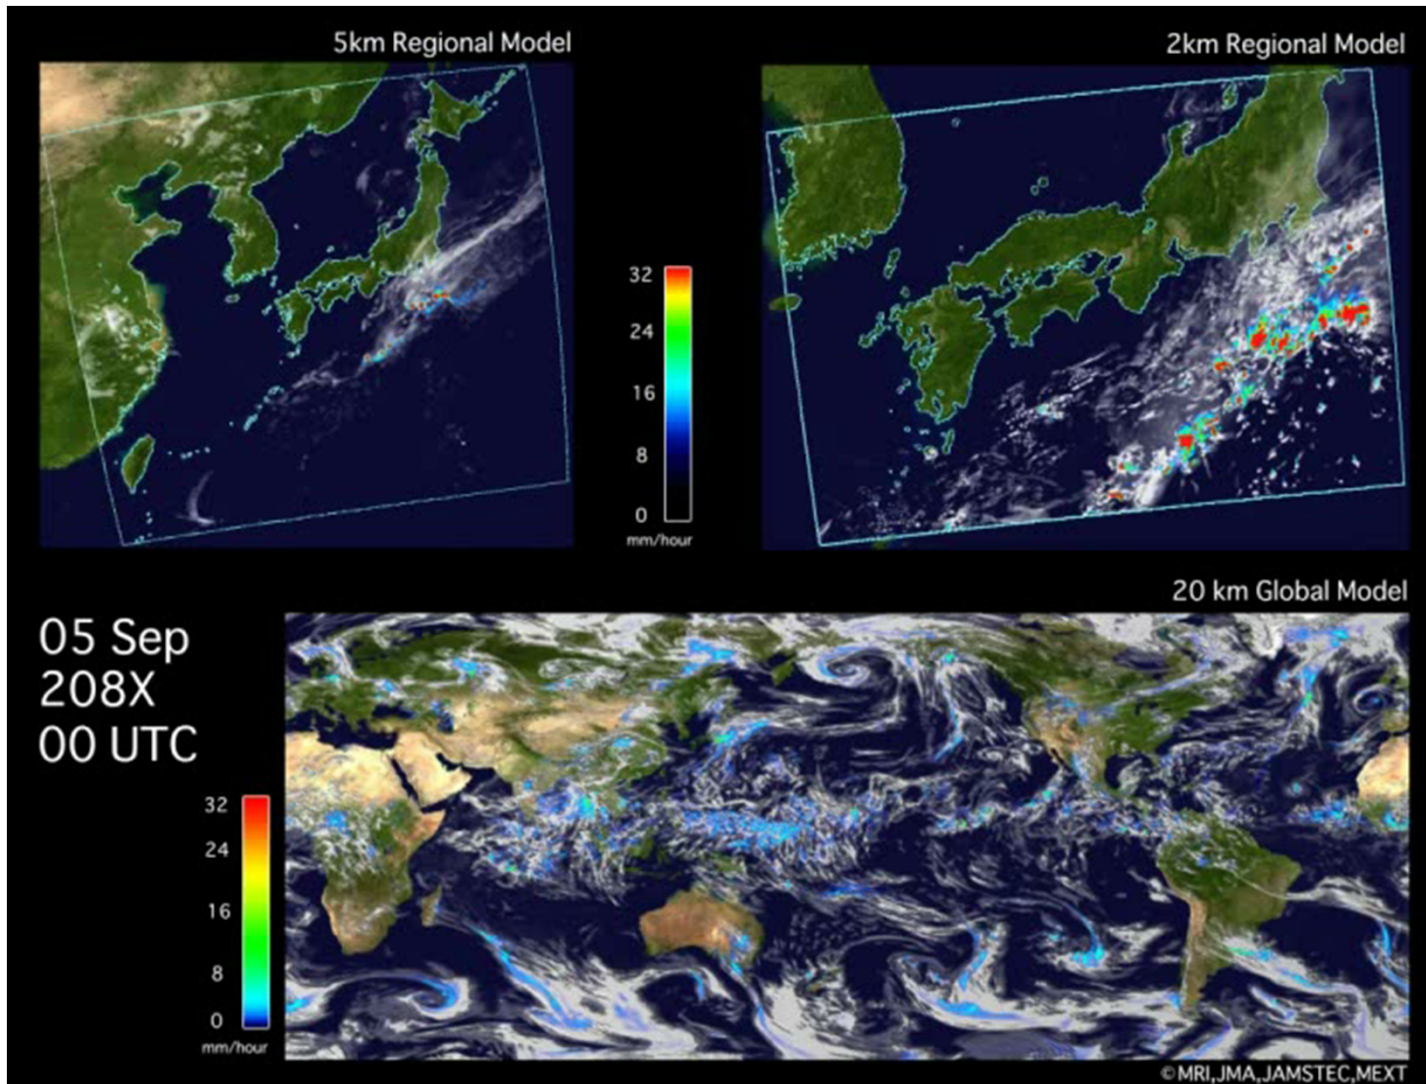 5km Regional Model
2km Regional Model
32
24
16
8
0
mm/hour
20 km Global Model
05 Sep
208X
00 UTC
32
24
16
8
0
mm/hour
©MRI,JMA,JAMSTEC,MEXT